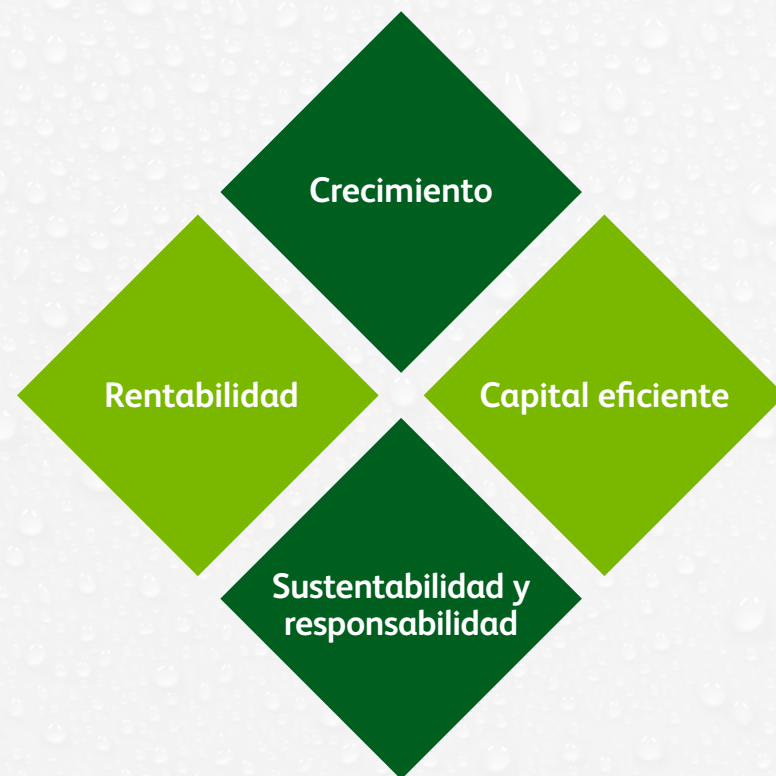 Crecimiento
Rentabilidad
Capital eficiente
Sustentabilidad y
responsabilidad